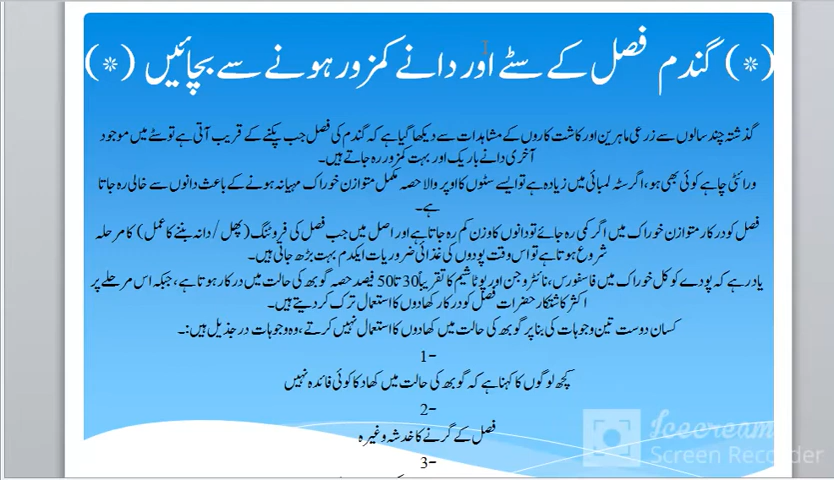 (*) گندم فصل کے سٹے اور دانے کمزور ہونے سے بچائیں (*)
گذشتہ چند سالوں سے زرعی ماہرین اور کاشت کاروں کے مشاہدات سے دیکھا گیا ہے کہ گندم کی فصل جب پکنے کے قریب آتی ہے تو سٹے میں موجود
آخری دانے باریک اور بہت کمزور رہ جاتے ہیں۔
ورائٹی چاہے کوئی بھی ہو، اگر سٹہ لمبائی میں زیادہ ہے تو ایسے سٹوں کا اوپر والا حصہ مکمل متوازن خوراک مہیا نہ ہونے کے باعث دانوں سے خالی رہ جاتا
ہے۔
فصل کو درکار متوازن خوراک میں اگر کمی رہ جائے تو دانوں کا وزن کم رہ جاتا ہے اور اصل میں جب فصل کی فروٹنگ (پھل/دانہ بننے کا عمل) کا مرحلہ
شروع ہوتا ہے تو اس وقت پودوں کی غذائی ضروریات ایکدم بہت بڑھ جاتی ہیں۔
یاد رہے کہ پودے کو کل خوراک میں فاسفورس، نائٹروجن اور پوٹاشیم کا تقریباً 30 تا 50 فیصد حصہ گوبھ کی حالت میں درکار ہوتا ہے، جبکہ اس مرحلے پر
اکثر کاشتکار حضرات فصل کو درکار کھادوں کا استعمال ترک کر دیتے ہیں۔
کسان دوست تین وجوہات کی بنا پر گوبھ کی حالت میں کھادوں کا استعمال نہیں کرتے، وہ وجوہات درجذیل ہیں:۔
1-
کچھ لوگوں کا کہنا ہے کہ گوبھ کی حالت میں کھاد کا کوئی فائدہ نہیں
2-
فصل کے گرنے کا خدشہ وغیرہ
3-
Icecream
Screen Recorder